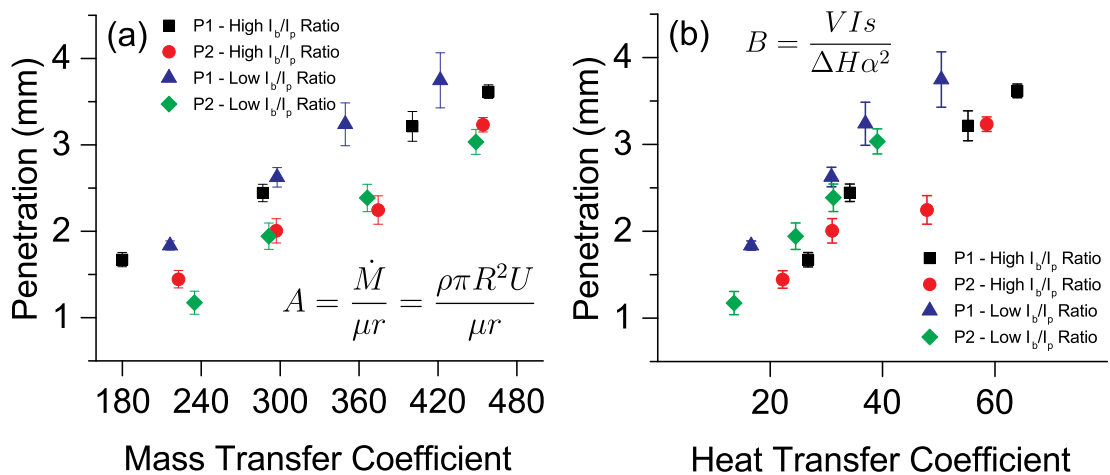 (a)
P1 - High I_b/I_p Ratio
P2 - High I_b/I_p Ratio
P1 - Low I_b/I_p Ratio
P2 - Low I_b/I_p Ratio
Penetration (mm)
4
3
2
1
A = Ṁ/μr = ρπR²U/μr
180 240 300 360 420 480
Mass Transfer Coefficient
(b)
B = VIs/ΔHα²
Penetration (mm)
4
3
2
1
P1 - High I_b/I_p Ratio
P2 - High I_b/I_p Ratio
P1 - Low I_b/I_p Ratio
P2 - Low I_b/I_p Ratio
20 40 60
Heat Transfer Coefficient